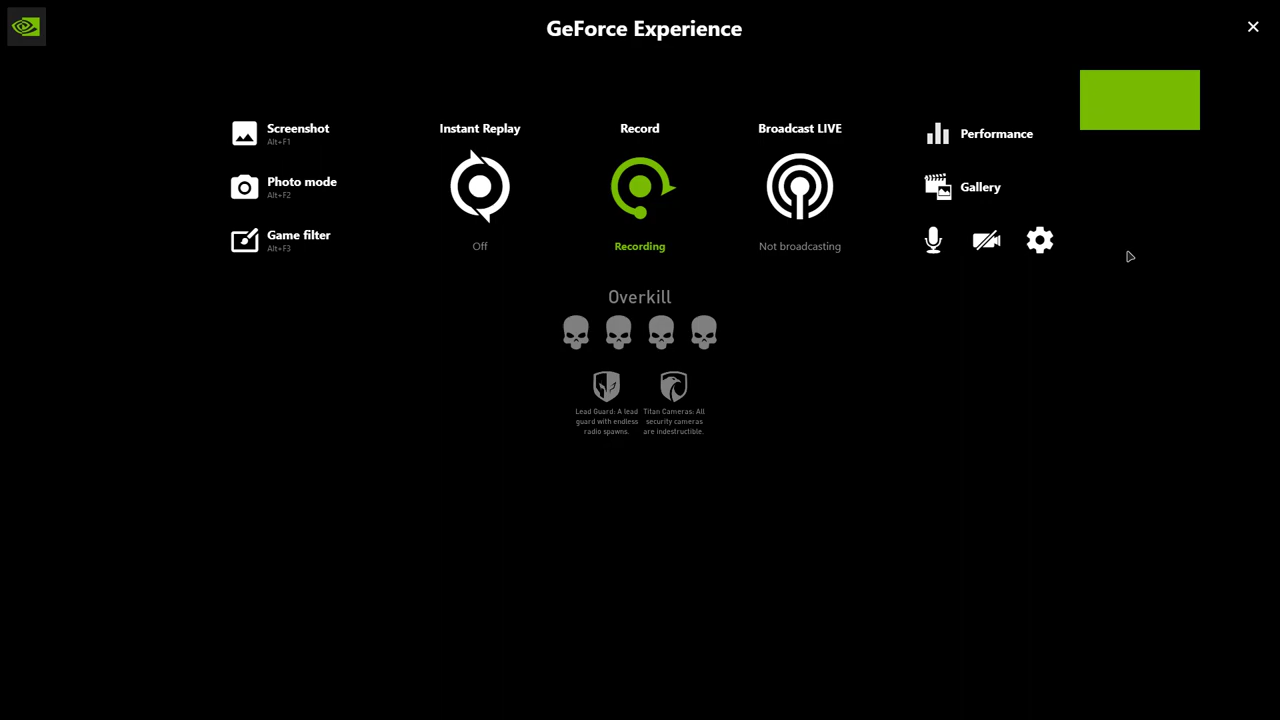 GeForce Experience
Screenshot
Alt+F1
Photo mode
Alt+F2
Game filter
Alt+F3
Instant Replay
Off
Record
Recording
Broadcast LIVE
Not broadcasting
Performance
Gallery
Overkill
Lead Guard: A lead
guard with endless
radio spawns.
Titan Cameras: All
security cameras
are indestructible.